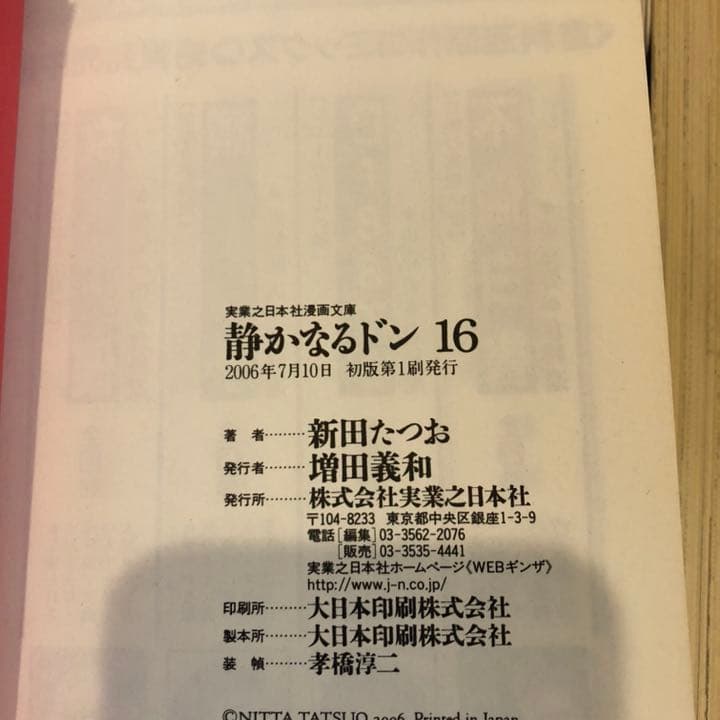 実業之日本社漫画文庫
静かなるドン 16
2006年7月10日 初版第1刷発行
著 者………新田たつお
発行者………増田義和
発行所………株式会社実業之日本社
〒104-8233 東京都中央区銀座1-3-9
電話[編集]03-3562-2076
[販売]03-3535-4441
実業之日本社ホームページ《WEBギンザ》
http://www.j-n.co.jp/
印刷所………大日本印刷株式会社
製本所………大日本印刷株式会社
装 幀………孝橋淳二
©NITTA TATSUO 2006 Printed in Japan